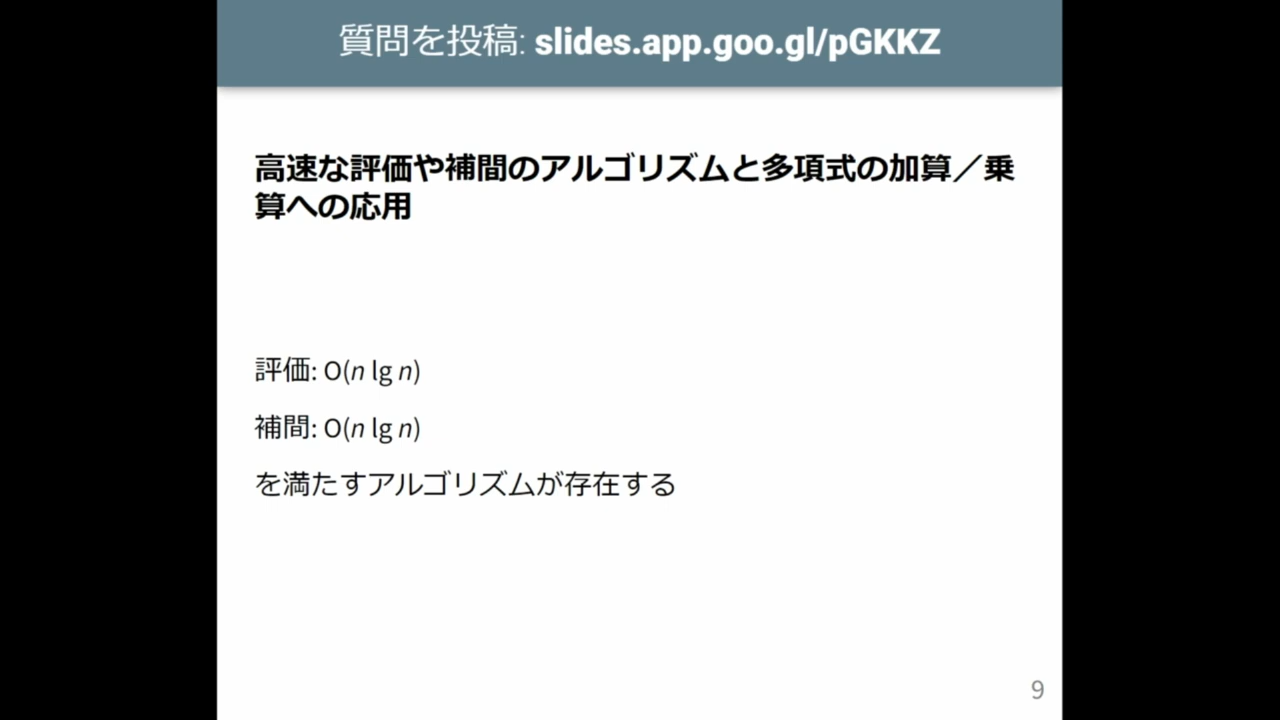 質問を投稿: slides.app.goo.gl/pGKKZ
高速な評価や補間のアルゴリズムと多項式の加算／乗
算への応用
評価: O(n lg n)
補間: O(n lg n)
を満たすアルゴリズムが存在する
9